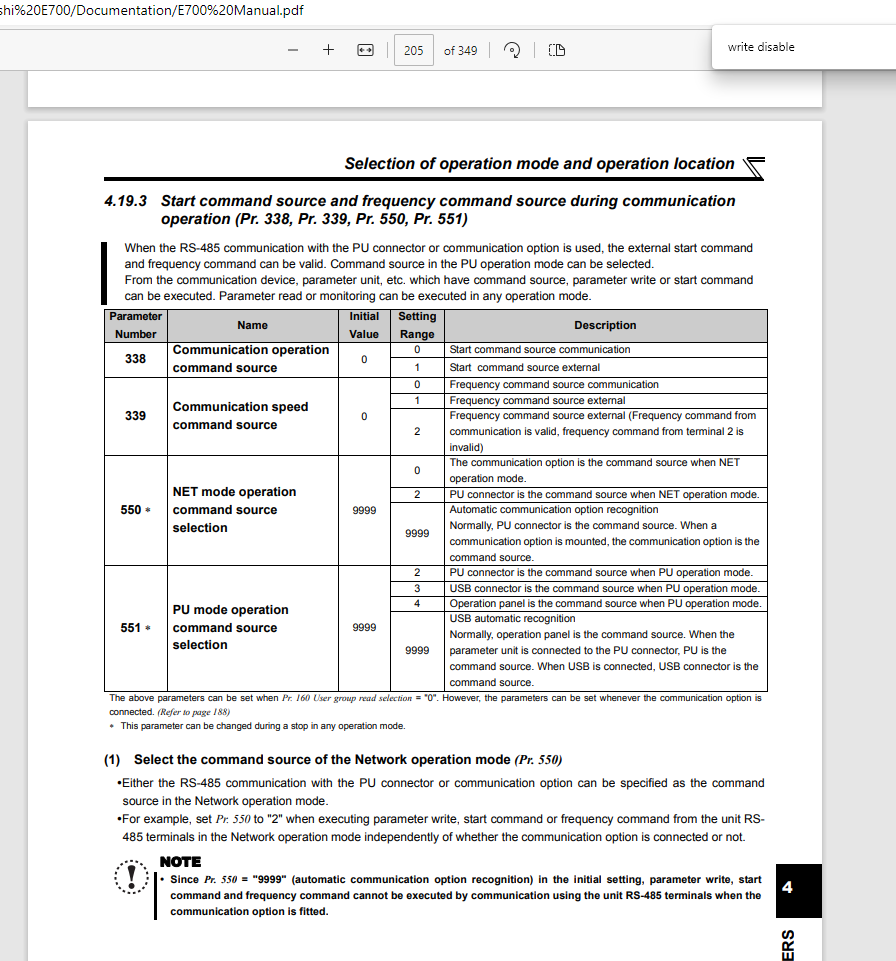 shi%20E700/Documentation/E700%20Manual.pdf
205 of 349
write disable
Selection of operation mode and operation location
4.19.3 Start command source and frequency command source during communication
operation (Pr. 338, Pr. 339, Pr. 550, Pr. 551)
When the RS-485 communication with the PU connector or communication option is used, the external start command
and frequency command can be valid. Command source in the PU operation mode can be selected.
From the communication device, parameter unit, etc. which have command source, parameter write or start command
can be executed. Parameter read or monitoring can be executed in any operation mode.
Parameter Number Name Initial Value Setting Range Description
338 Communication operation command source 0
0 Start command source communication
1 Start command source external
339 Communication speed command source 0
0 Frequency command source communication
1 Frequency command source external
2 Frequency command source external (Frequency command from
communication is valid, frequency command from terminal 2 is
invalid)
550 * NET mode operation command source selection 9999
0 The communication option is the command source when NET
operation mode.
2 PU connector is the command source when NET operation mode.
9999 Automatic communication option recognition
Normally, PU connector is the command source. When a
communication option is mounted, the communication option is the
command source.
551 * PU mode operation command source selection 9999
2 PU connector is the command source when PU operation mode.
3 USB connector is the command source when PU operation mode.
4 Operation panel is the command source when PU operation mode.
9999 USB automatic recognition
Normally, operation panel is the command source. When the
parameter unit is connected to the PU connector, PU is the
command source. When USB is connected, USB connector is the
command source.
The above parameters can be set when Pr. 160 User group read selection = "0". However, the parameters can be set whenever the communication option is
connected. (Refer to page 188)
* This parameter can be changed during a stop in any operation mode.
(1) Select the command source of the Network operation mode (Pr. 550)
•Either the RS-485 communication with the PU connector or communication option can be specified as the command
source in the Network operation mode.
•For example, set Pr. 550 to "2" when executing parameter write, start command or frequency command from the unit RS-
485 terminals in the Network operation mode independently of whether the communication option is connected or not.
NOTE
• Since Pr. 550 = "9999" (automatic communication option recognition) in the initial setting, parameter write, start
command and frequency command cannot be executed by communication using the unit RS-485 terminals when the
communication option is fitted.
4
ERS